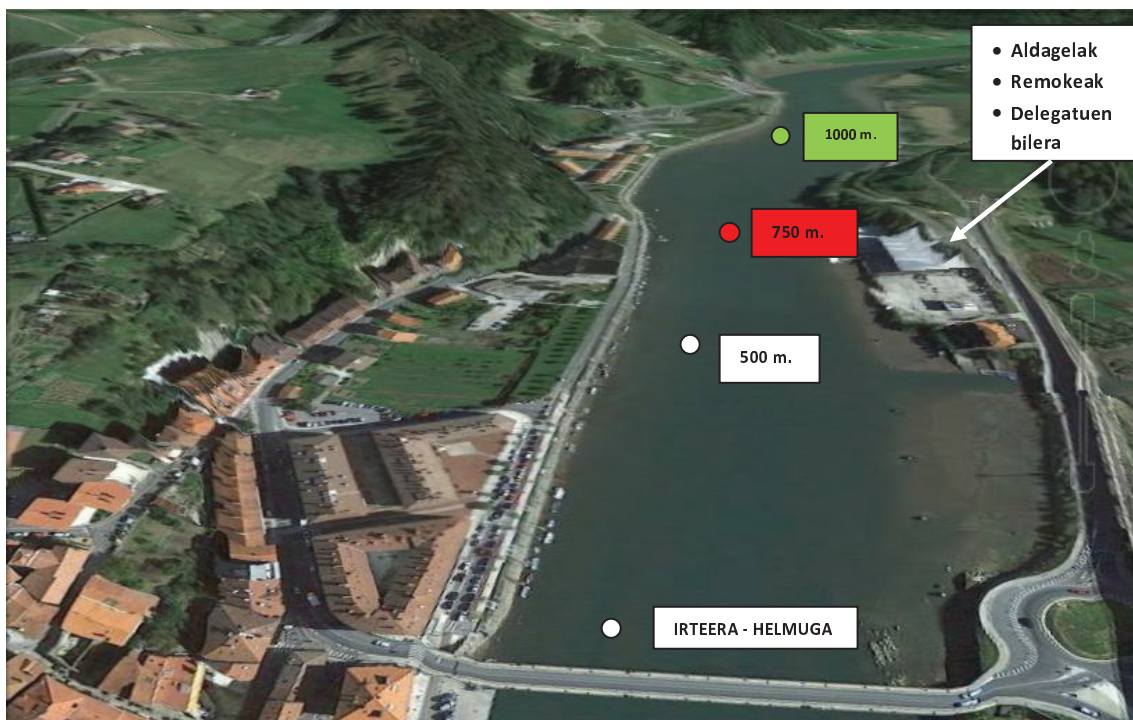 • Aldagelak
• Remokeak
• Delegatuen
bilera
1000 m.
750 m.
500 m.
IRTEERA - HELMUGA